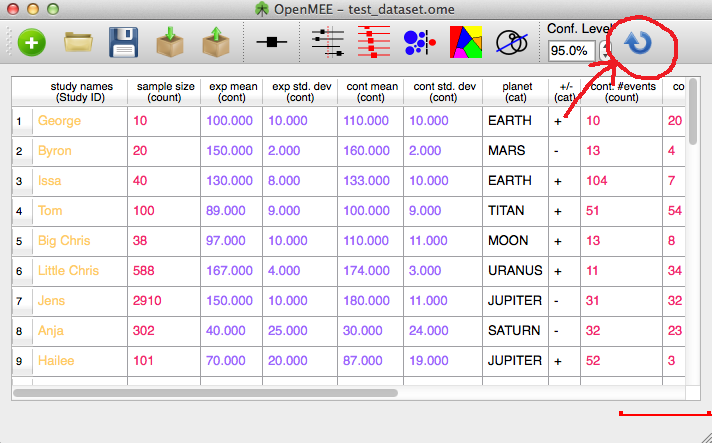 OpenMEE - test_dataset.ome
Conf. Level
95.0%
study names (Study ID) sample size (count) exp mean (cont) exp std. dev (cont) cont mean (cont) cont std. dev (cont) planet (cat) +/- (cat) cont. #events (count) co
1 George 10 100.000 10.000 110.000 10.000 EARTH + 10 20
2 Byron 20 150.000 2.000 160.000 2.000 MARS - 13 4
3 Issa 40 130.000 8.000 133.000 10.000 EARTH + 104 7
4 Tom 100 89.000 9.000 100.000 9.000 TITAN + 51 54
5 Big Chris 38 97.000 10.000 110.000 11.000 MOON + 13 8
6 Little Chris 588 167.000 4.000 174.000 3.000 URANUS + 11 34
7 Jens 2910 150.000 10.000 180.000 11.000 JUPITER - 31 32
8 Anja 302 40.000 25.000 30.000 24.000 SATURN - 32 23
9 Hailee 101 70.000 20.000 87.000 19.000 JUPITER + 52 3